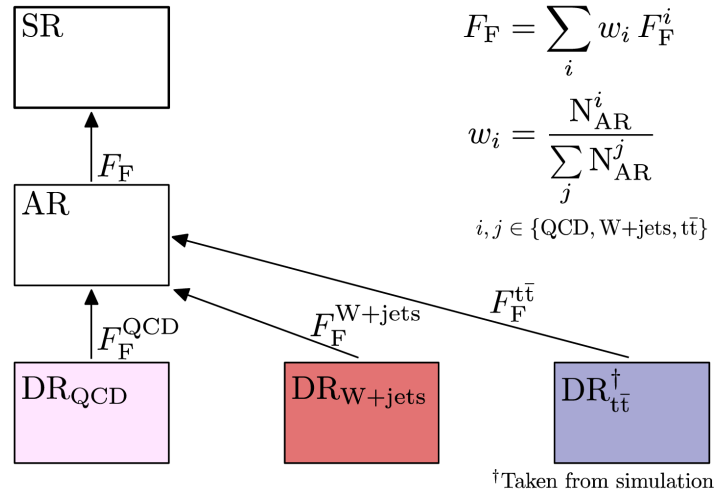 SR
F_F = ∑_i w_i F_F^i
w_i = N_AR^i / ∑_j N_AR^j
i, j ∈ {QCD, W+jets, tt̄}
F_F
AR
F_F^QCD
F_F^W+jets
F_F^tt̄
DR_QCD
DR_W+jets
DR_tt̄^†
†Taken from simulation